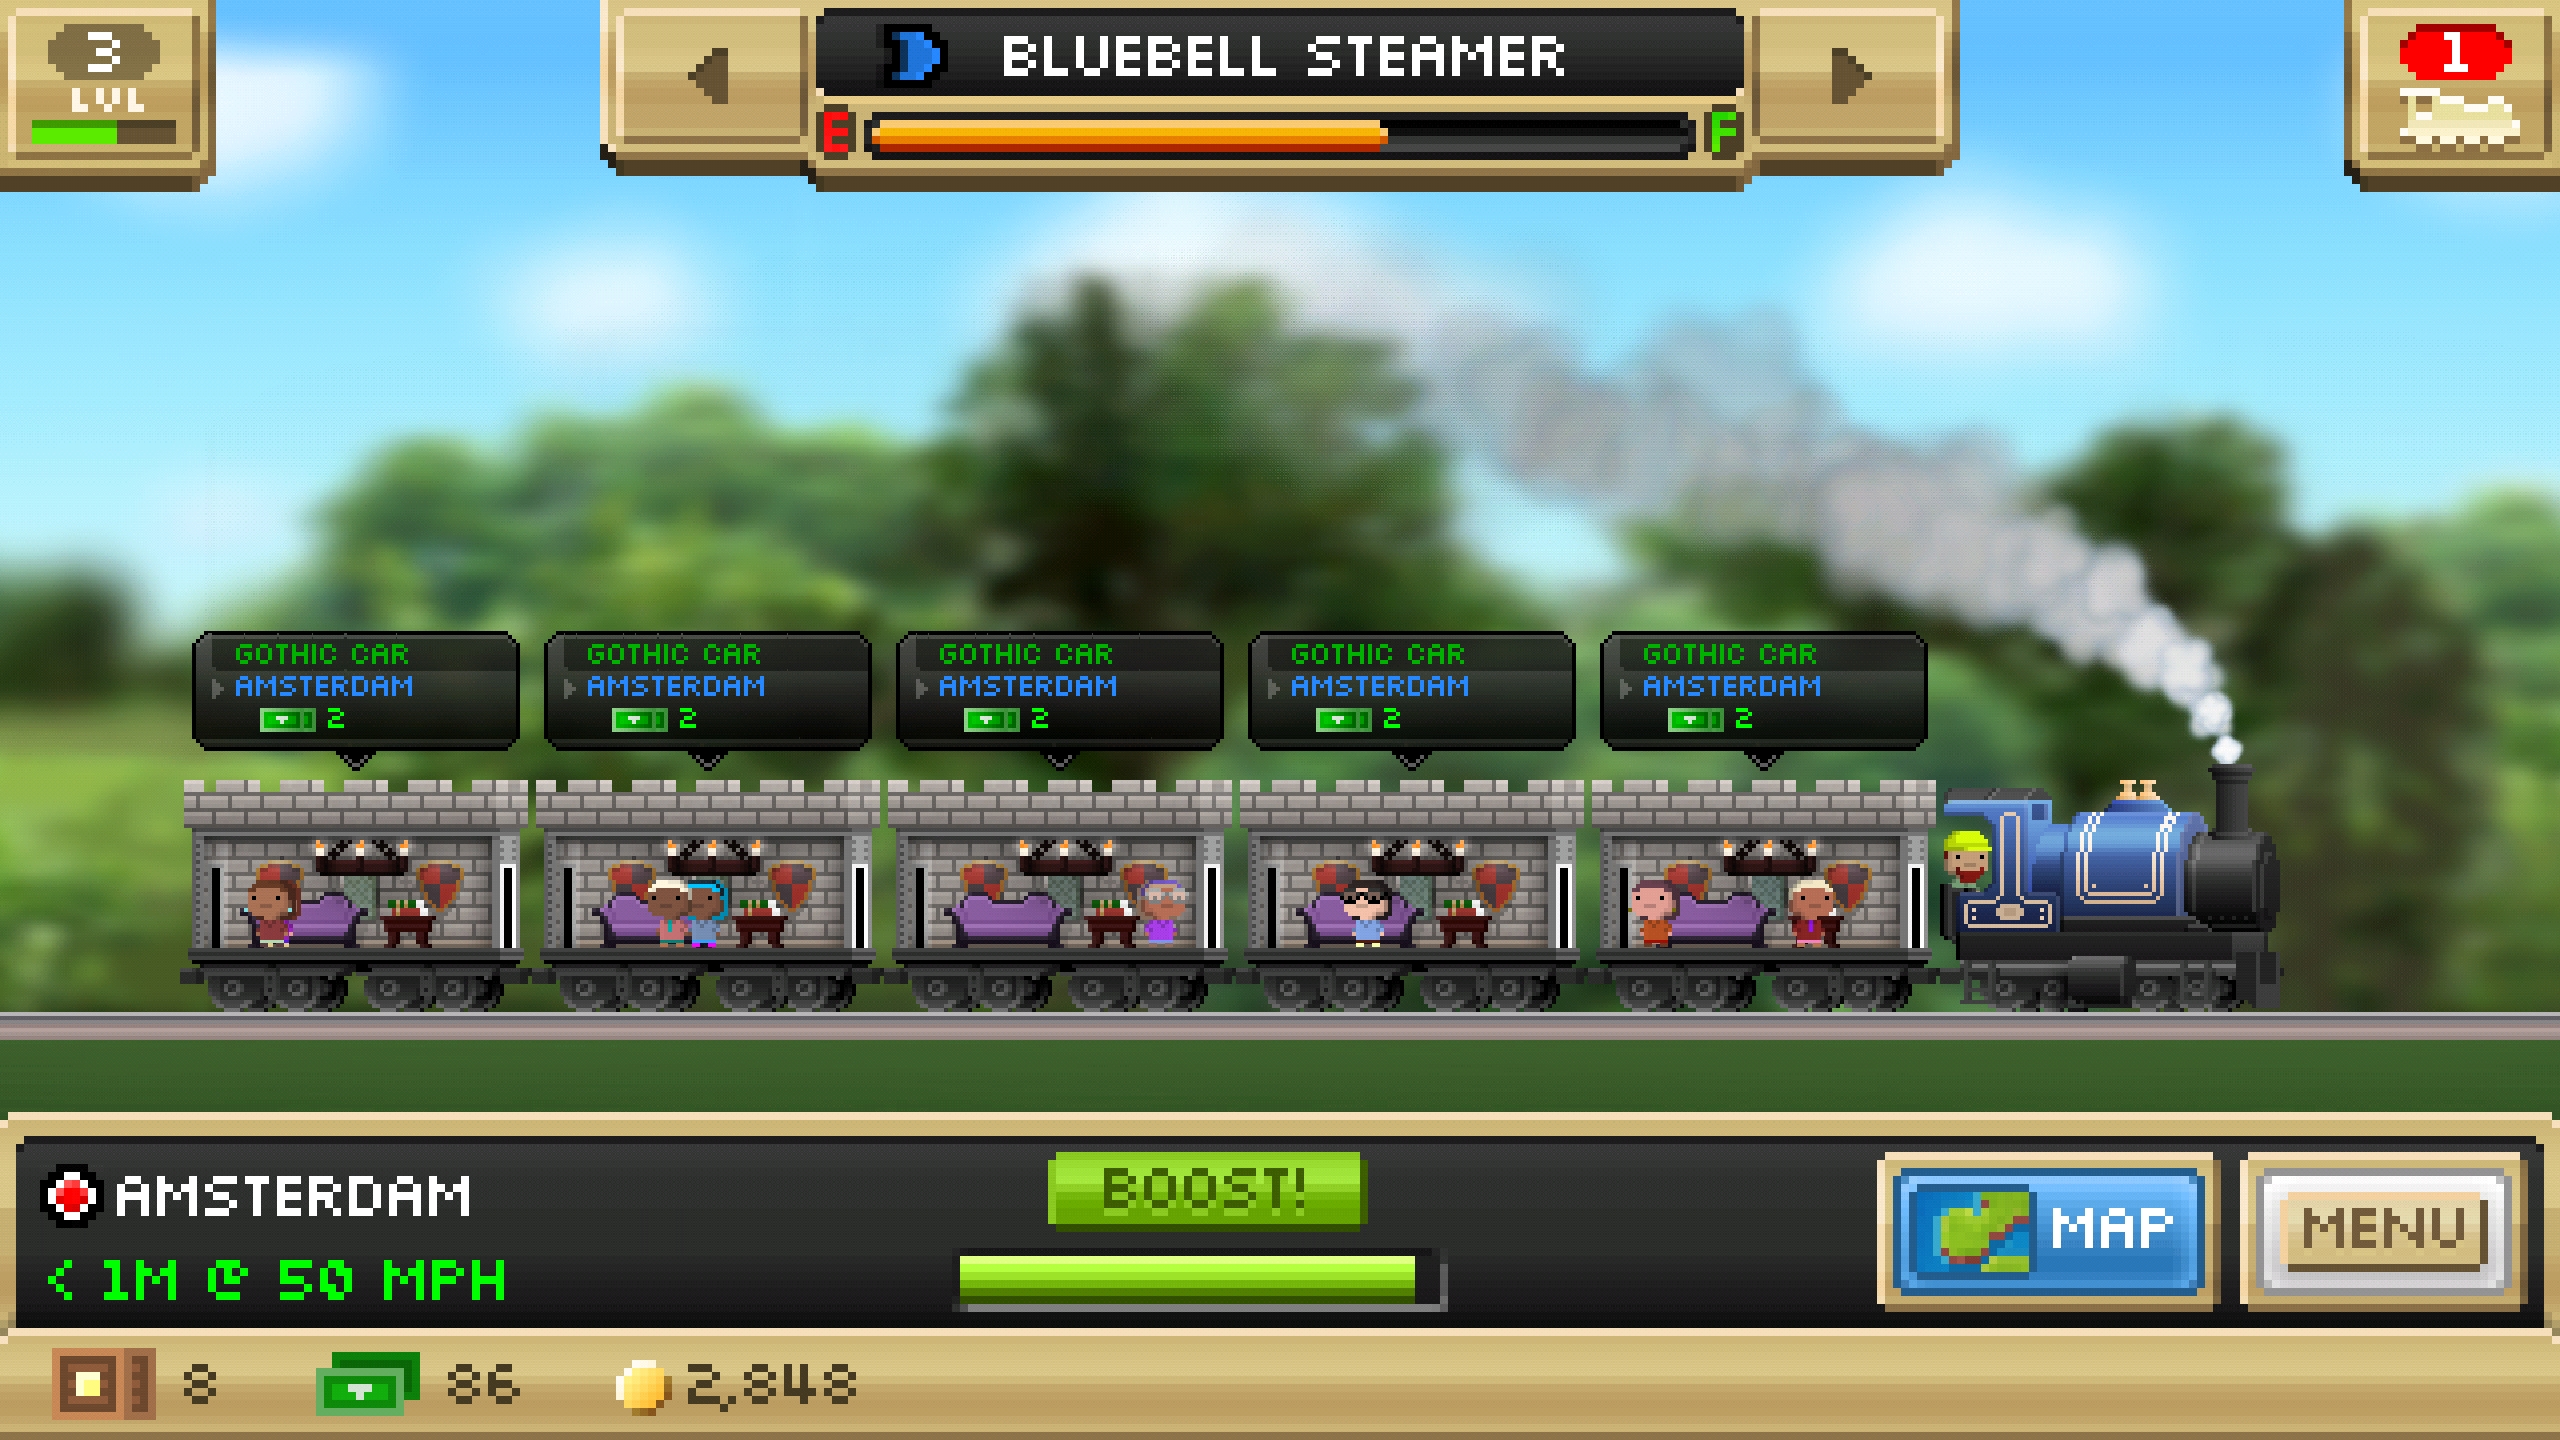 3
LVL
BLUEBELL STEAMER
E F
1
GOTHIC CAR
AMSTERDAM
2
GOTHIC CAR
AMSTERDAM
2
GOTHIC CAR
AMSTERDAM
2
GOTHIC CAR
AMSTERDAM
2
GOTHIC CAR
AMSTERDAM
2
AMSTERDAM
< 1M @ 50 MPH
BOOST!
MAP
MENU
8
86
2,848